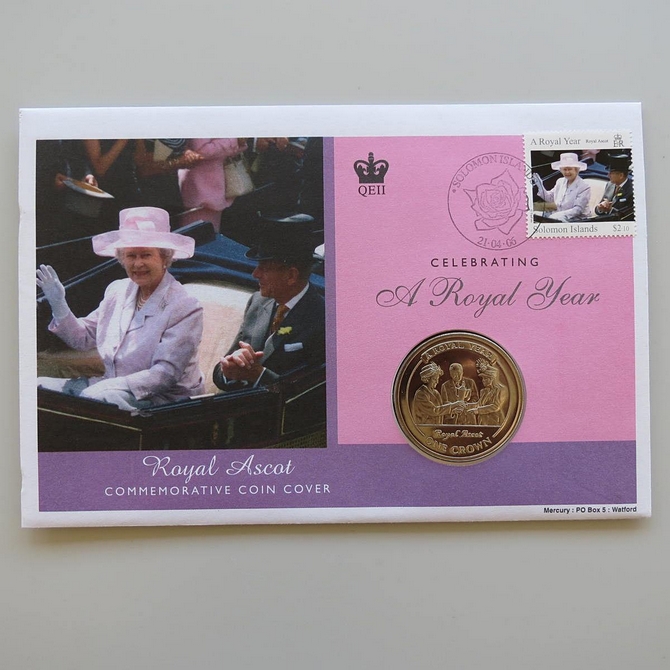 A Royal Year Royal Ascot
Solomon Islands $2.10
SOLOMON ISLANDS
21·04·06
QEII
CELEBRATING
A Royal Year
A ROYAL YEAR
Royal Ascot
ONE CROWN
Royal Ascot
COMMEMORATIVE COIN COVER
Mercury : PO Box 5 : Watford